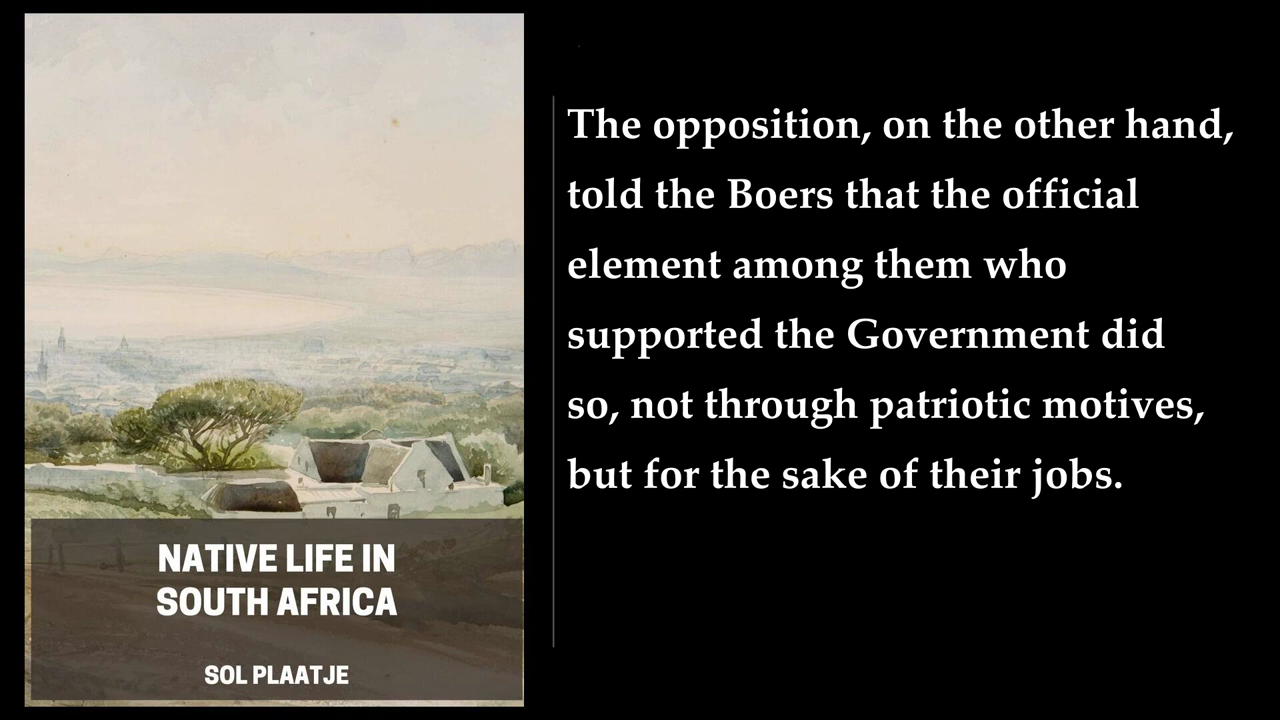 NATIVE LIFE IN
SOUTH AFRICA
SOL PLAATJE
The opposition, on the other hand,
told the Boers that the official
element among them who
supported the Government did
so, not through patriotic motives,
but for the sake of their jobs.